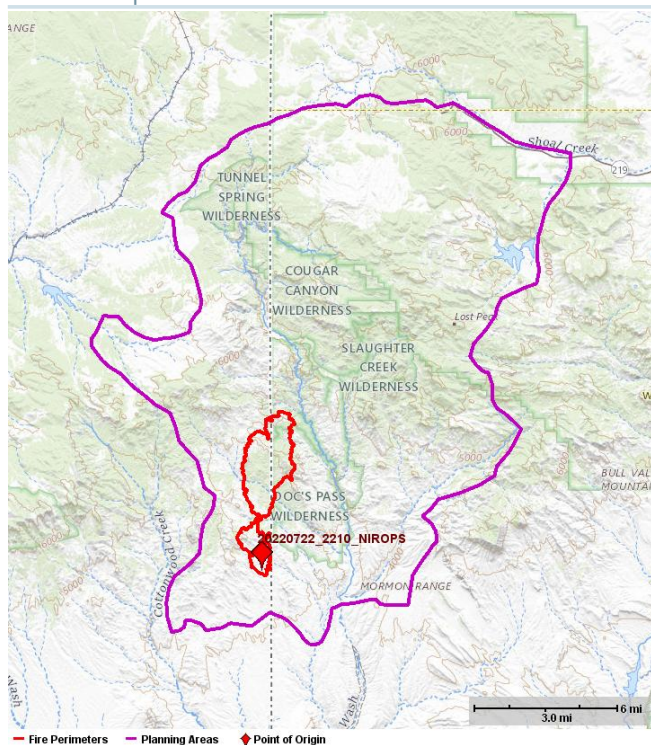 ANGE
6000
6000
Shoal Creek
219
TUNNEL
SPRING
WILDERNESS
6000
COUGAR
CANYON
WILDERNESS
Lost Peak
SLAUGHTER
CREEK
WILDERNESS
6000
W
5000
6000
BULL VAL
MOUNTA
DOC'S PASS
WILDERNESS
20220722_2210_NIROPS
MORMON RANGE
Cottonwood Creek
Wash
Wash
3.0 mi
6 mi
Fire Perimeters
Planning Areas
Point of Origin